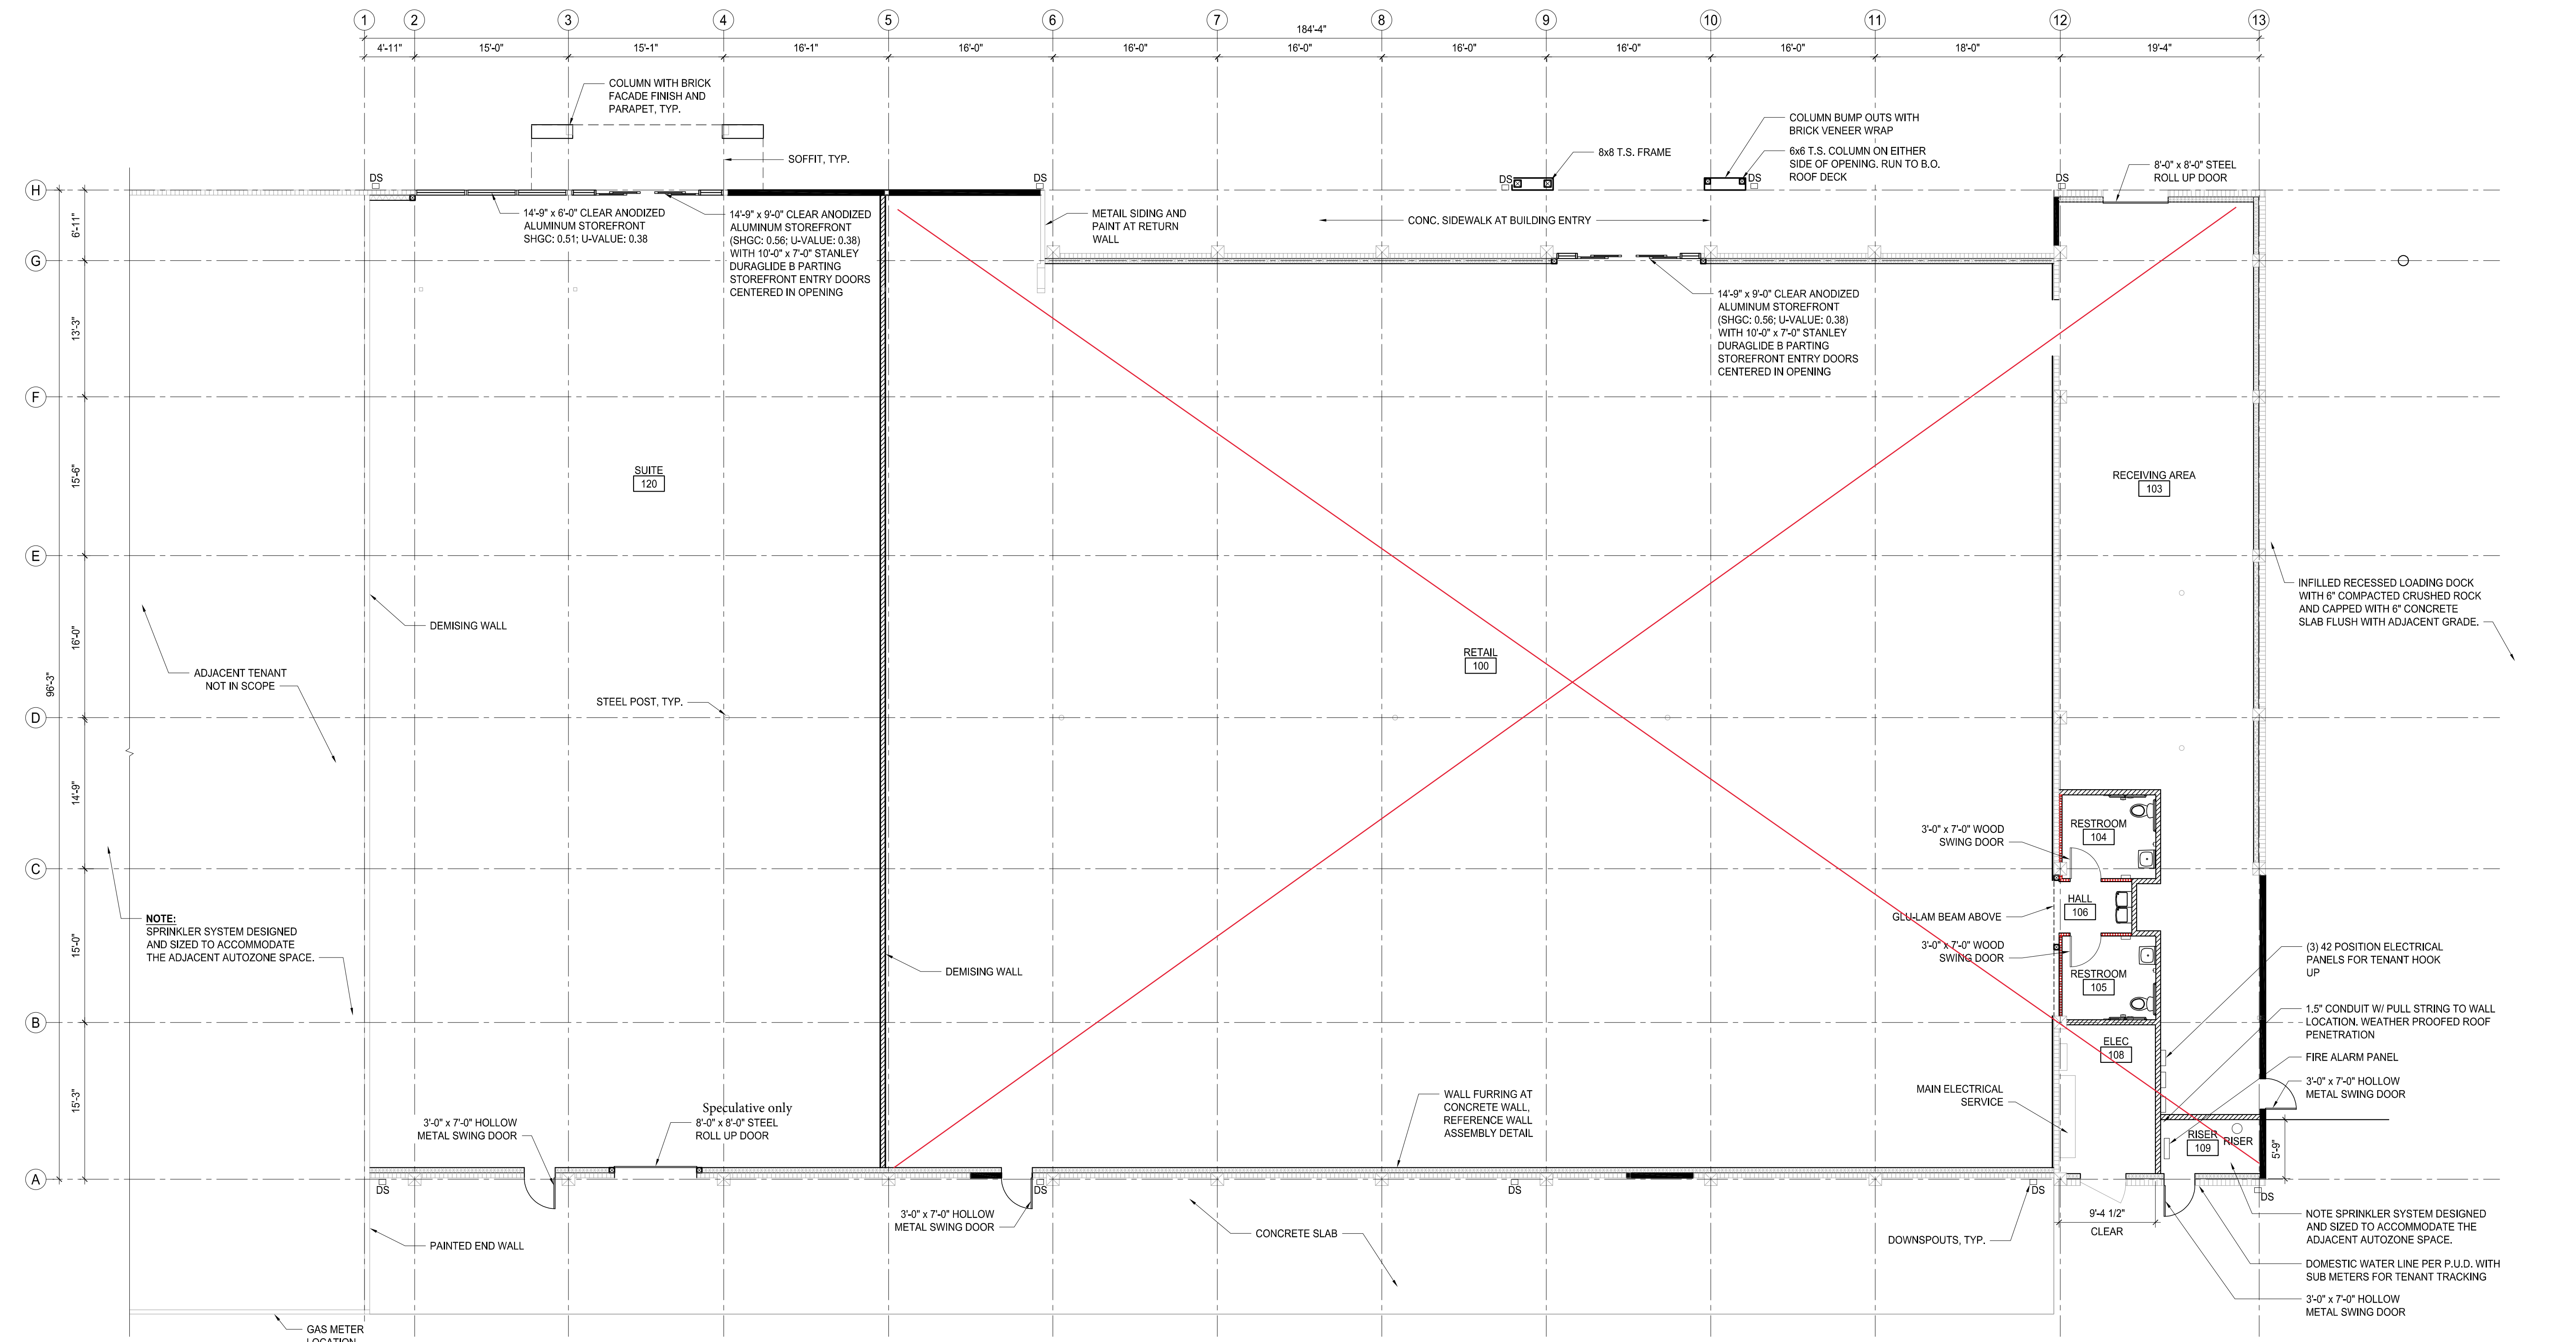 1 2 3 4 5 6 7 8 9 10 11 12 13
184'-4"
4'-11" 15'-0" 15'-1" 16'-1" 16'-0" 16'-0" 16'-0" 16'-0" 16'-0" 16'-0" 18'-0" 19'-4"
COLUMN WITH BRICK
FACADE FINISH AND
PARAPET, TYP.
SOFFIT, TYP.
8x8 T.S. FRAME
COLUMN BUMP OUTS WITH
BRICK VENEER WRAP
6x6 T.S. COLUMN ON EITHER
SIDE OF OPENING. RUN TO B.O.
ROOF DECK
8'-0" x 8'-0" STEEL
ROLL UP DOOR
DS
DS
DS
DS
DS
H
G
F
E
D
C
B
A
6'-11"
13'-3"
15'-6"
16'-0"
14'-9"
15'-0"
15'-3"
96'-3"
14'-9" x 6'-0" CLEAR ANODIZED
ALUMINUM STOREFRONT
SHGC: 0.51; U-VALUE: 0.38
14'-9" x 9'-0" CLEAR ANODIZED
ALUMINUM STOREFRONT
(SHGC: 0.56; U-VALUE: 0.38)
WITH 10'-0" x 7'-0" STANLEY
DURAGLIDE B PARTING
STOREFRONT ENTRY DOORS
CENTERED IN OPENING
METAIL SIDING AND
PAINT AT RETURN
WALL
CONC. SIDEWALK AT BUILDING ENTRY
14'-9" x 9'-0" CLEAR ANODIZED
ALUMINUM STOREFRONT
(SHGC: 0.56; U-VALUE: 0.38)
WITH 10'-0" x 7'-0" STANLEY
DURAGLIDE B PARTING
STOREFRONT ENTRY DOORS
CENTERED IN OPENING
SUITE
120
RECEIVING AREA
103
RETAIL
100
INFILLED RECESSED LOADING DOCK
WITH 6" COMPACTED CRUSHED ROCK
AND CAPPED WITH 6" CONCRETE
SLAB FLUSH WITH ADJACENT GRADE.
DEMISING WALL
ADJACENT TENANT
NOT IN SCOPE
STEEL POST, TYP.
3'-0" x 7'-0" WOOD
SWING DOOR
RESTROOM
104
HALL
106
GLU-LAM BEAM ABOVE
3'-0" x 7'-0" WOOD
SWING DOOR
RESTROOM
105
NOTE:
SPRINKLER SYSTEM DESIGNED
AND SIZED TO ACCOMMODATE
THE ADJACENT AUTOZONE SPACE.
DEMISING WALL
(3) 42 POSITION ELECTRICAL
PANELS FOR TENANT HOOK
UP
1.5" CONDUIT W/ PULL STRING TO WALL
LOCATION. WEATHER PROOFED ROOF
PENETRATION
ELEC
108
FIRE ALARM PANEL
3'-0" x 7'-0" HOLLOW
METAL SWING DOOR
MAIN ELECTRICAL
SERVICE
WALL FURRING AT
CONCRETE WALL,
REFERENCE WALL
ASSEMBLY DETAIL
Speculative only
8'-0" x 8'-0" STEEL
ROLL UP DOOR
3'-0" x 7'-0" HOLLOW
METAL SWING DOOR
RISER
109
RISER
5'-9"
DS
DS
DS
DS
DS
3'-0" x 7'-0" HOLLOW
METAL SWING DOOR
CONCRETE SLAB
DOWNSPOUTS, TYP.
9'-4 1/2"
CLEAR
NOTE SPRINKLER SYSTEM DESIGNED
AND SIZED TO ACCOMMODATE THE
ADJACENT AUTOZONE SPACE.
PAINTED END WALL
DOMESTIC WATER LINE PER P.U.D. WITH
SUB METERS FOR TENANT TRACKING
3'-0" x 7'-0" HOLLOW
METAL SWING DOOR
GAS METER
LOCATION